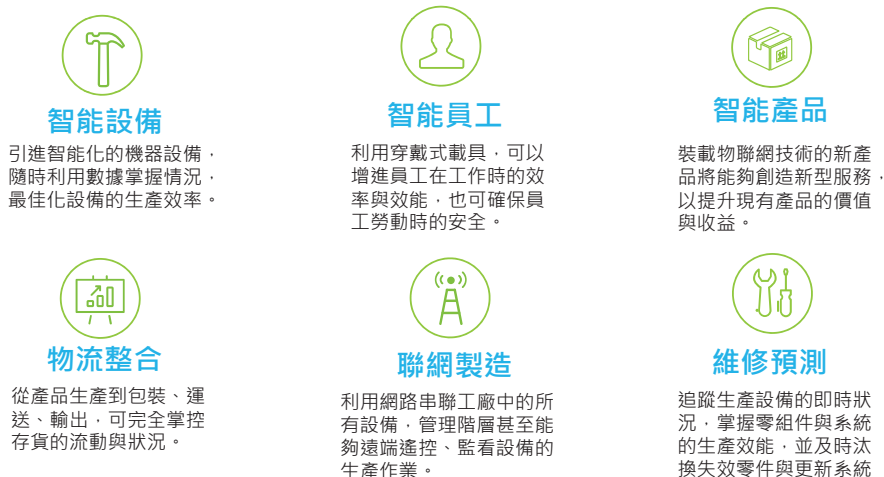 智能設備
引進智能化的機器設備，
隨時利用數據掌握情況，
最佳化設備的生產效率。
智能員工
利用穿戴式載具，可以
增進員工在工作時的效
率與效能，也可確保員
工勞動時的安全。
智能產品
裝載物聯網技術的新產
品將能夠創造新型服務，
以提升現有產品的價值
與收益。
物流整合
從產品生產到包裝、運
送、輸出，可完全掌控
存貨的流動與狀況。
聯網製造
利用網路串聯工廠中的所
有設備，管理階層甚至能
夠遠端遙控、監看設備的
生產作業。
維修預測
追蹤生產設備的即時狀
況，掌握零組件與系統
的生產效能，並及時汰
換失效零件與更新系統